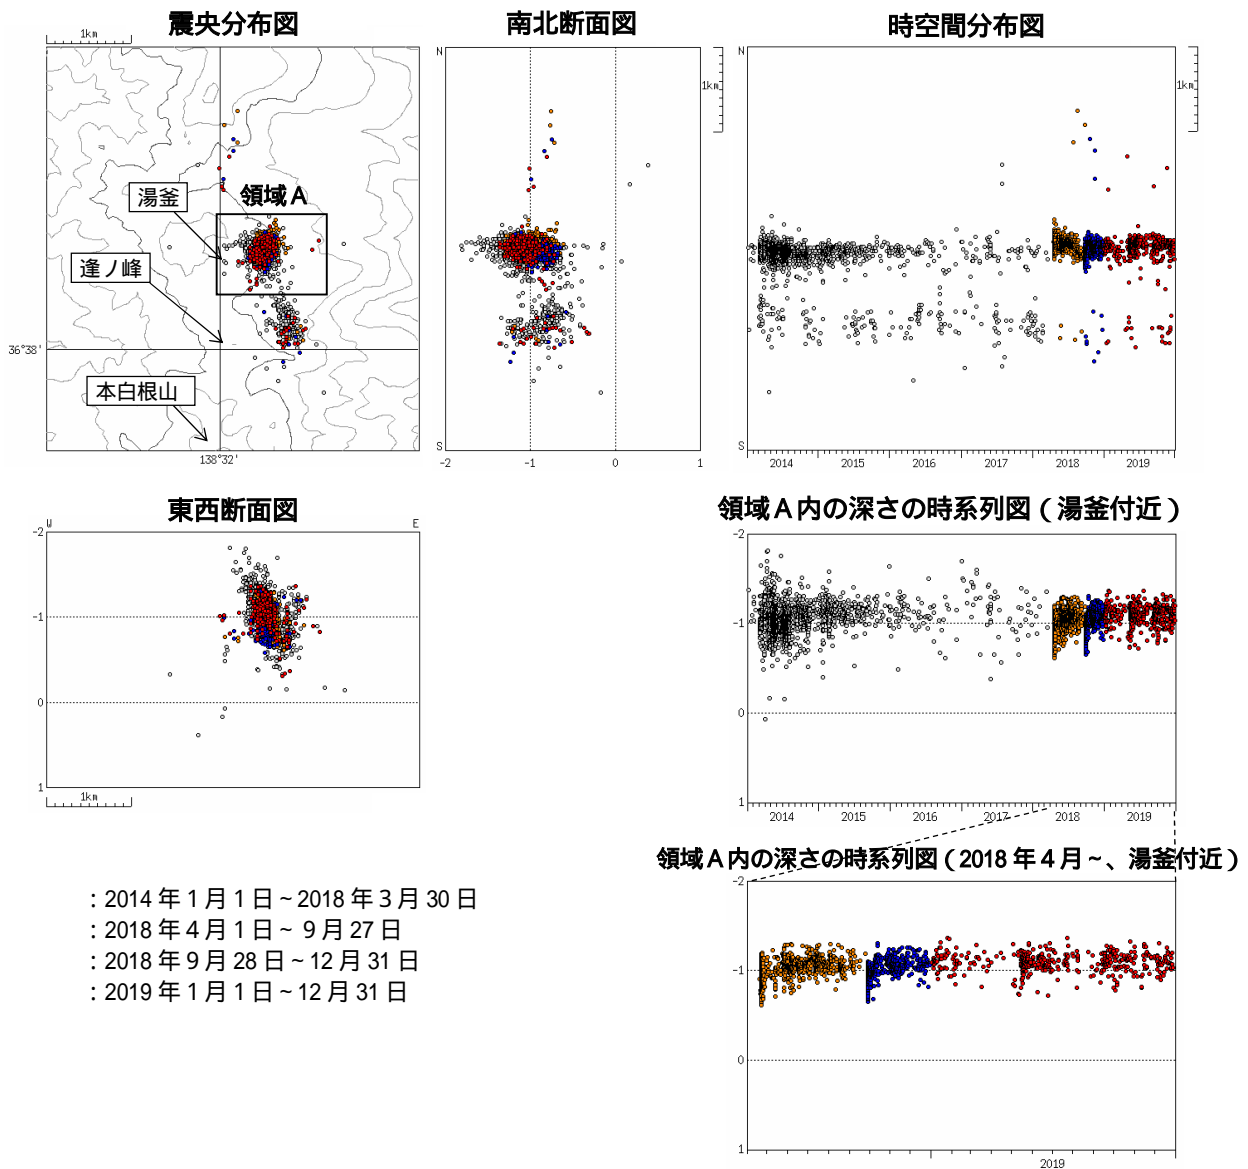 震央分布図
南北断面図
時空間分布図
1km
N
N
1km
1km
湯釜
領域A
逢ノ峰
36°38'
本白根山
138°32'
S
S
-2
-1
0
1
2014
2015
2016
2017
2018
2019
東西断面図
W
E
-2
-1
0
1
1km
領域A内の深さの時系列図（湯釜付近）
-2
-1
0
1
2014
2015
2016
2017
2018
2019
領域A内の深さの時系列図（2018年４月～、湯釜付近）
-2
-1
0
1
2019
：2014年１月１日～2018年３月30日
：2018年４月１日～ ９月27日
：2018年９月28日～12月31日
：2019年１月１日～12月31日